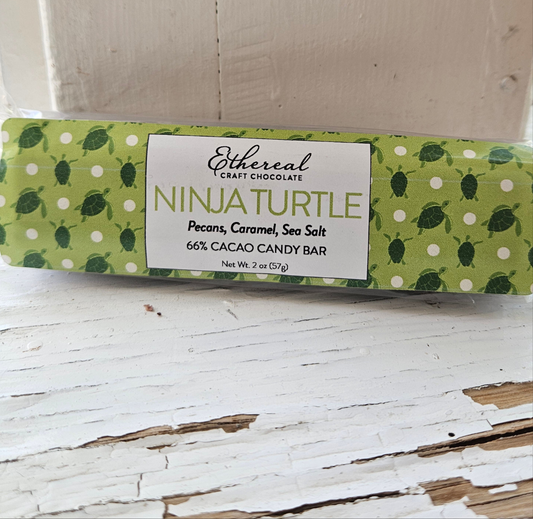 Ethereal
CRAFT CHOCOLATE
NINJA TURTLE
Pecans, Caramel, Sea Salt
66% CACAO CANDY BAR
Net Wt. 2 oz (57g)